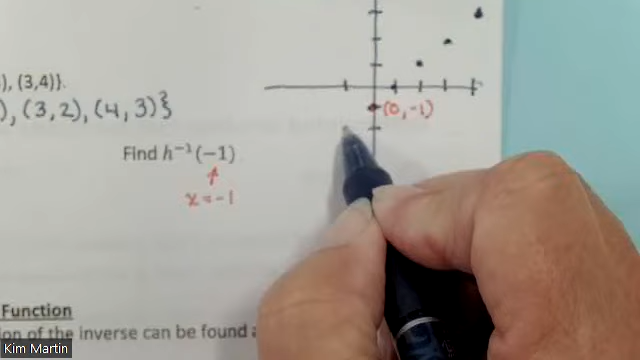 ), (3,4)}.
), (3,2), (4,3)}
(0,-1)
Find h⁻¹(−1)
x = -1
Function
ion of the inverse can be found
Kim Martin